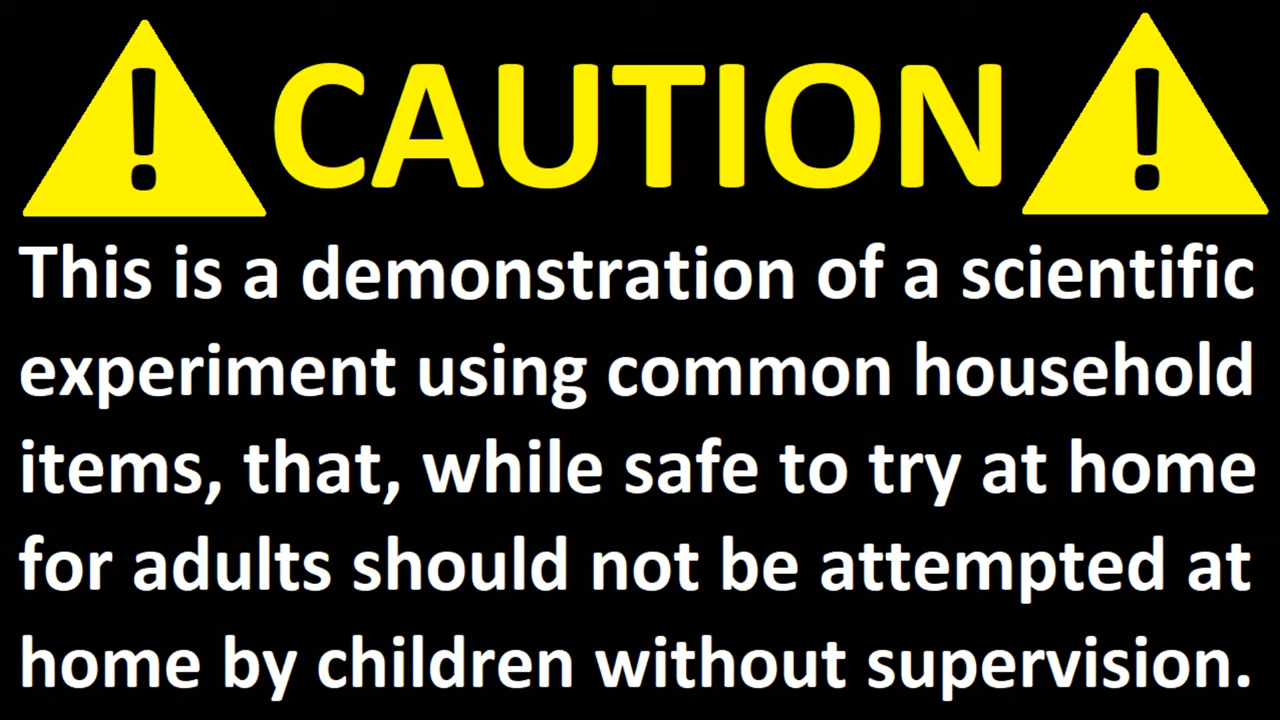 ! CAUTION !
This is a demonstration of a scientific
experiment using common household
items, that, while safe to try at home
for adults should not be attempted at
home by children without supervision.